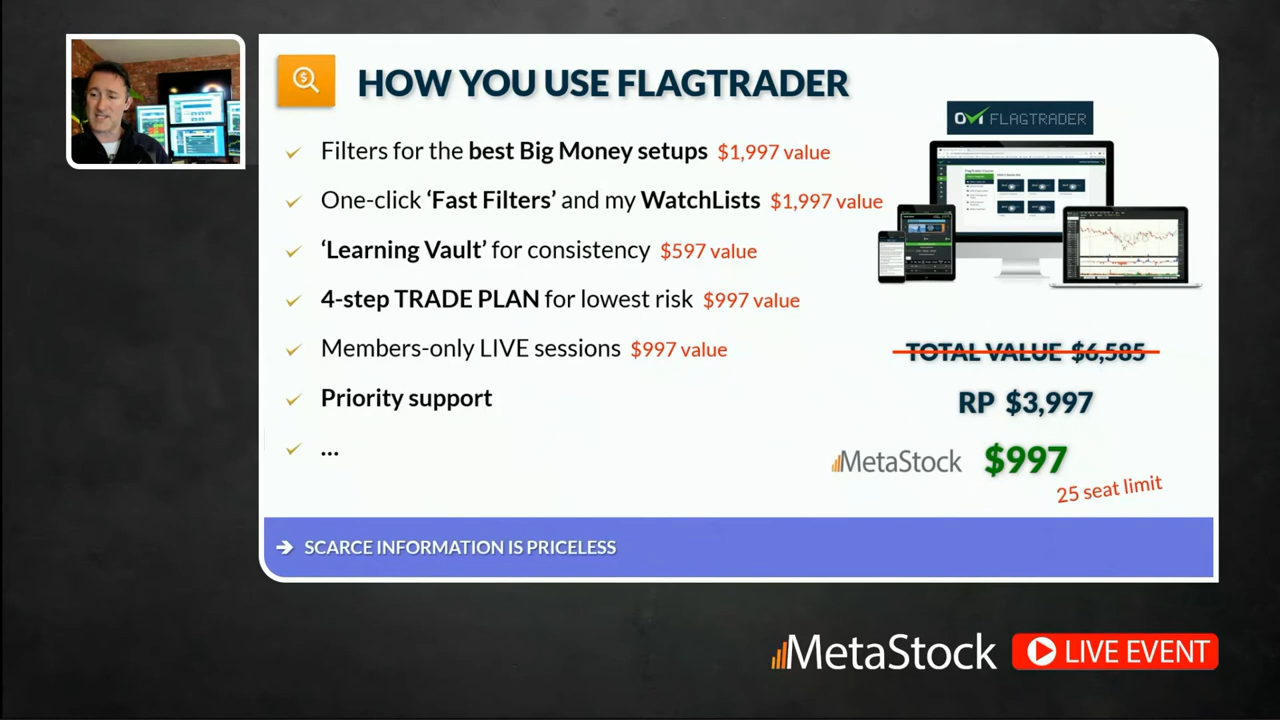 HOW YOU USE FLAGTRADER
OVI FLAGTRADER
Filters for the best Big Money setups $1,997 value
One-click ‘Fast Filters’ and my WatchLists $1,997 value
‘Learning Vault’ for consistency $597 value
4-step TRADE PLAN for lowest risk $997 value
Members-only LIVE sessions $997 value
Priority support
...
TOTAL VALUE $6,585
RP $3,997
MetaStock $997
25 seat limit
SCARCE INFORMATION IS PRICELESS
MetaStock LIVE EVENT